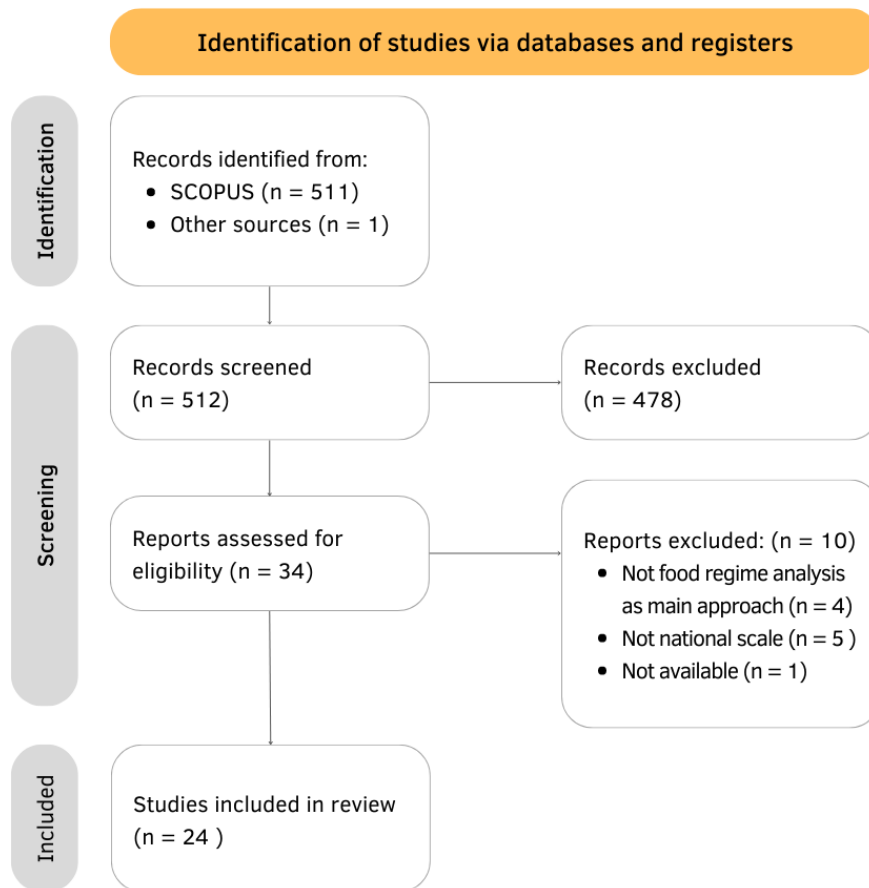 Identification of studies via databases and registers
Identification
Records identified from:
• SCOPUS (n = 511)
• Other sources (n = 1)
Screening
Records screened
(n = 512)
Records excluded
(n = 478)
Reports assessed for
eligibility (n = 34)
Reports excluded: (n = 10)
• Not food regime analysis
as main approach (n = 4)
• Not national scale (n = 5 )
• Not available (n = 1)
Included
Studies included in review
(n = 24 )